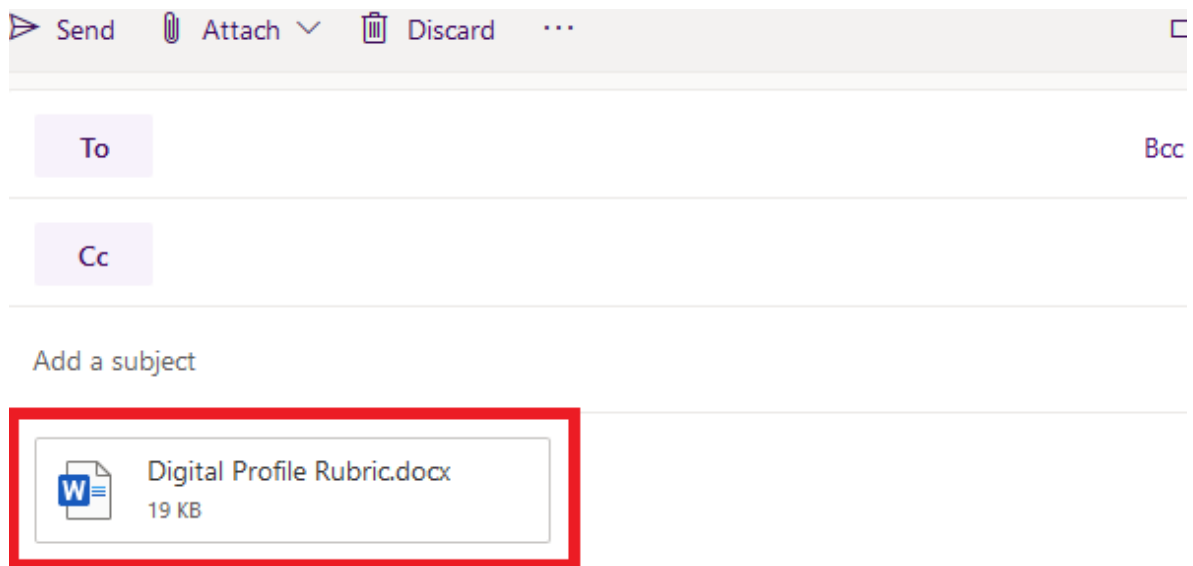 Send Attach Discard ...
To Bcc
Cc
Add a subject
W Digital Profile Rubric.docx
19 KB